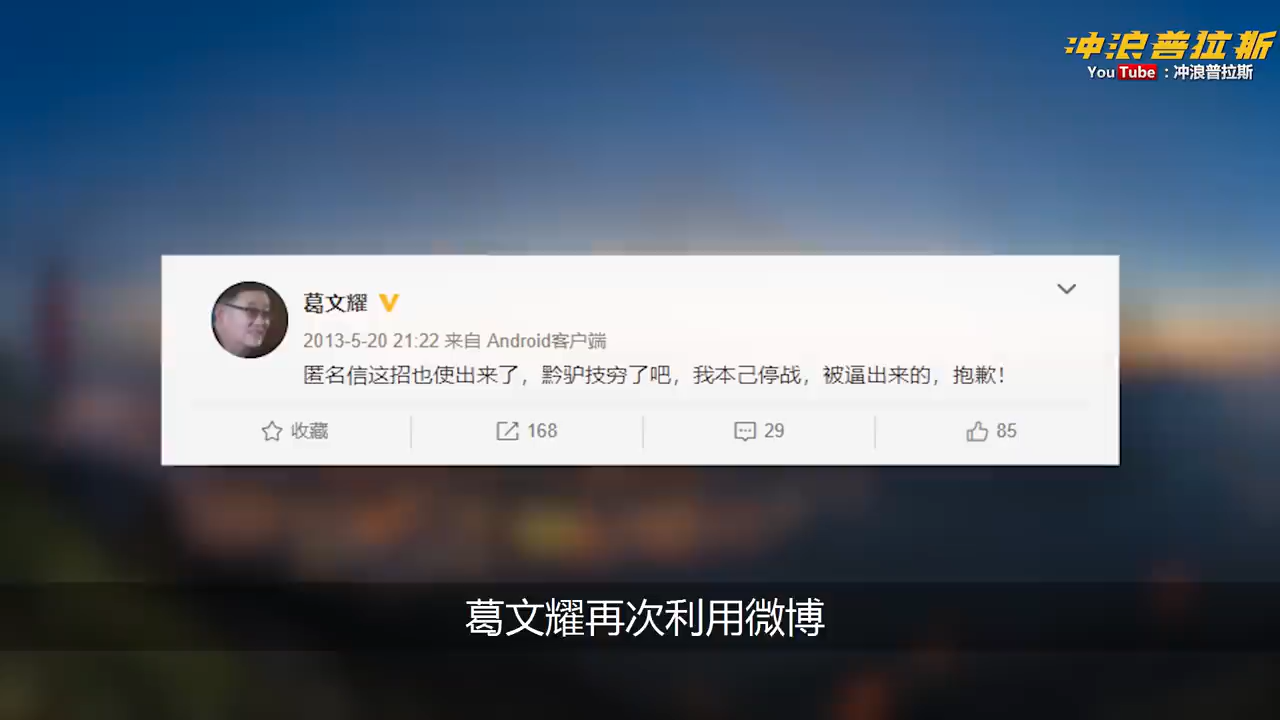 冲浪普拉斯
YouTube：冲浪普拉斯
葛文耀 V
2013-5-20 21:22 来自 Android客户端
匿名信这招也使出来了，黔驴技穷了吧，我本己停战，被逼出来的，抱歉！
收藏 168 29 85
葛文耀再次利用微博